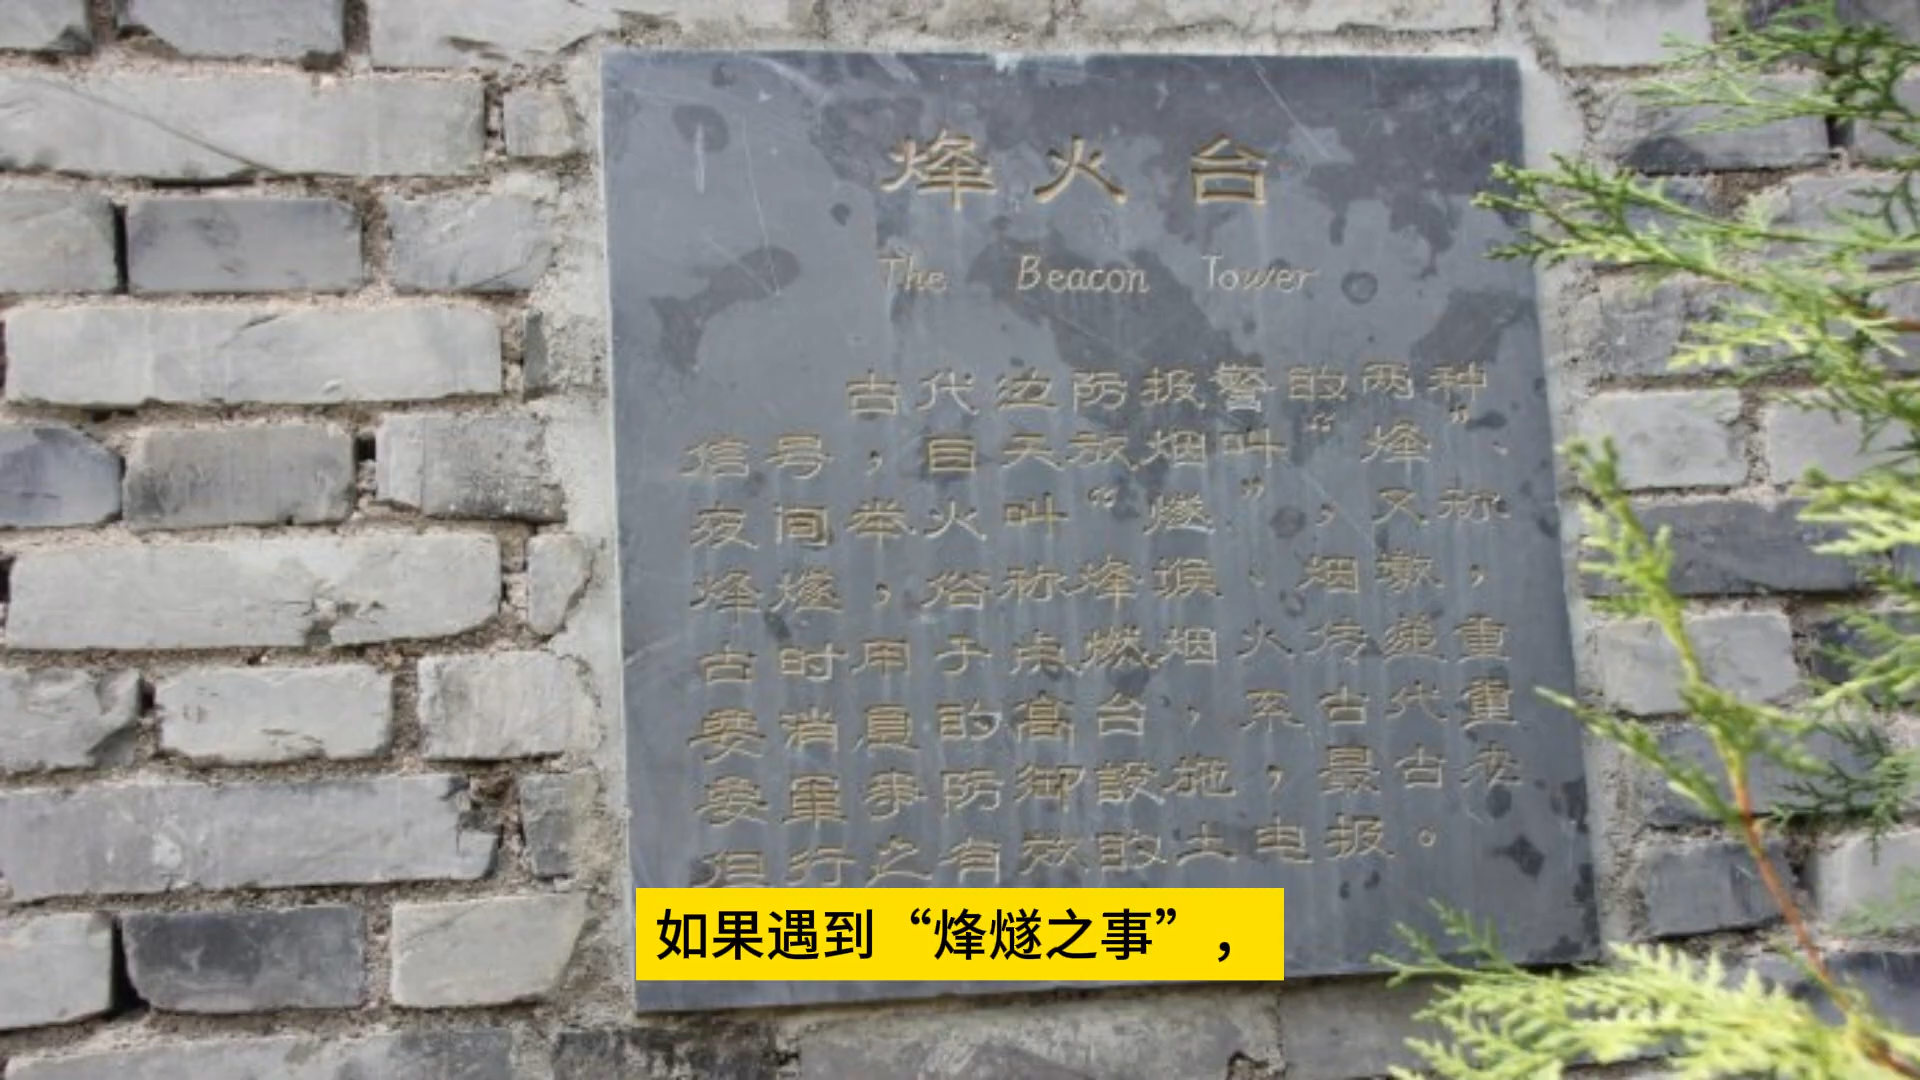 烽火台
The Beacon Tower
古代边防报警的两种
信号，白天放烟叫“烽”、
夜间举火叫“燧”，又称
烽燧，俗称烽堠、烟墩，
古时用于点燃烟火传递重
要消息的高台，系古代重
要军事防御設施，最古老
但行之有效的土电报。
如果遇到“烽燧之事”，